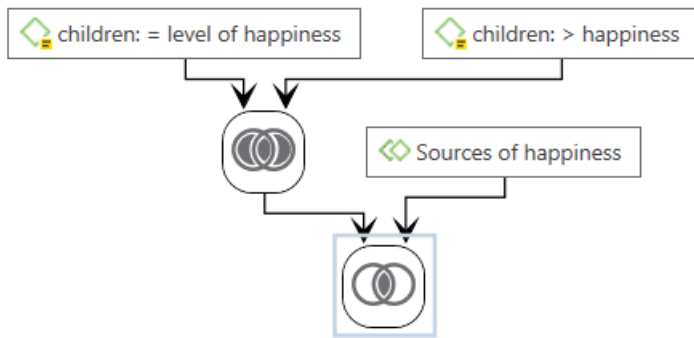 children: = level of happiness
children: > happiness
Sources of happiness